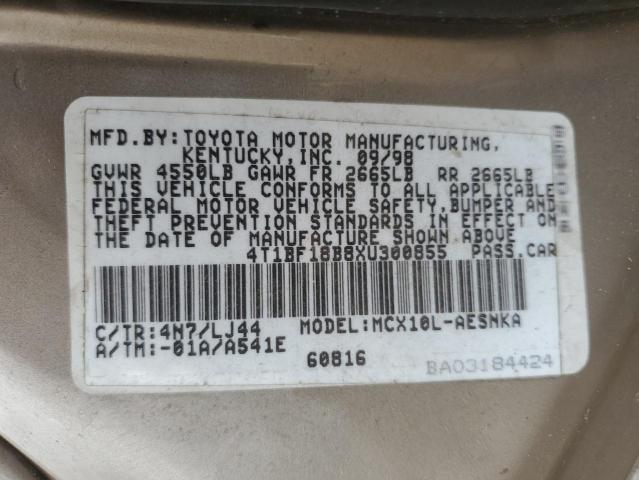 MFD.BY:TOYOTA MOTOR MANUFACTURING,
KENTUCKY,INC. 09/98
GVWR 4550LB GAWR FR 2665LB RR 2665LB
THIS VEHICLE CONFORMS TO ALL APPLICABLE
FEDERAL MOTOR VEHICLE SAFETY,BUMPER AND
THEFT PREVENTION STANDARDS IN EFFECT ON
THE DATE OF MANUFACTURE SHOWN ABOVE
4T1BF18B8XU300855 PASS.CAR
C/TR:4N7/LJ44 MODEL:MCX10L-AESNKA
A/TM:-01A/A541E
60816
BA03184424